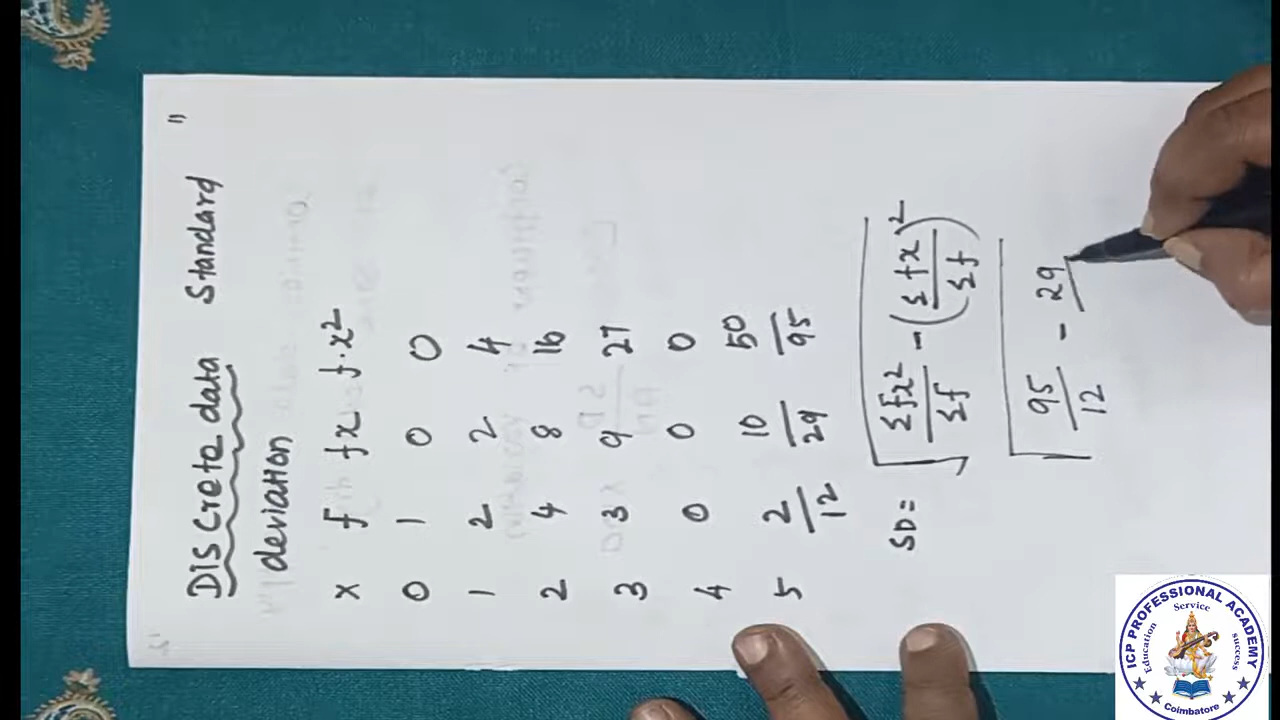 DIScrete data Standard "
deviation
x f fx f.x²
0 1 0 0
1 2 2 4
2 4 8 16
3 3 9 27
4 0 0 0
5 2 10 50
12 29 95
SD= √ Σfx²/Σf - (Σfx/Σf)²
√ 95/12 - 29
ICP PROFESSIONAL ACADEMY
Service
Education
success
Coimbatore